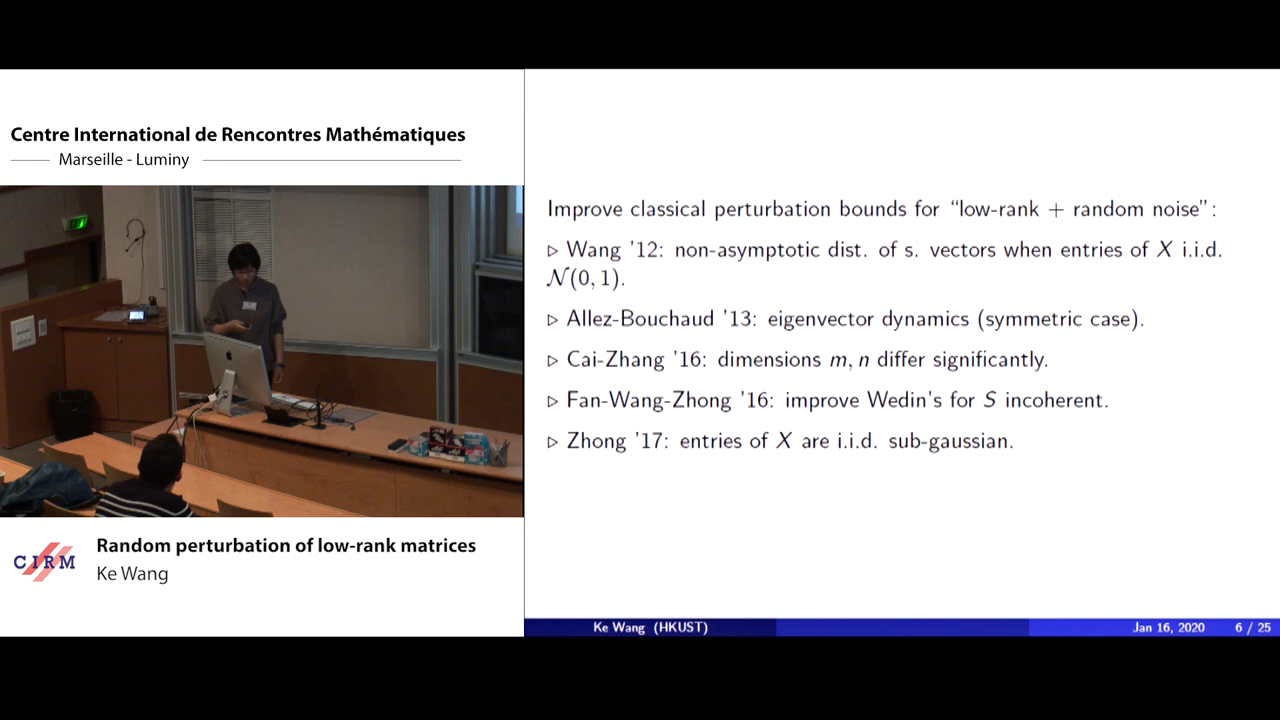 Centre International de Rencontres Mathématiques
Marseille - Luminy
Improve classical perturbation bounds for “low-rank + random noise”:
▷ Wang ’12: non-asymptotic dist. of s. vectors when entries of X i.i.d.
N(0, 1).
▷ Allez-Bouchaud ’13: eigenvector dynamics (symmetric case).
▷ Cai-Zhang ’16: dimensions m, n differ significantly.
▷ Fan-Wang-Zhong ’16: improve Wedin’s for S incoherent.
▷ Zhong ’17: entries of X are i.i.d. sub-gaussian.
CIRM
Random perturbation of low-rank matrices
Ke Wang
Ke Wang (HKUST)
Jan 16, 2020
6 / 25